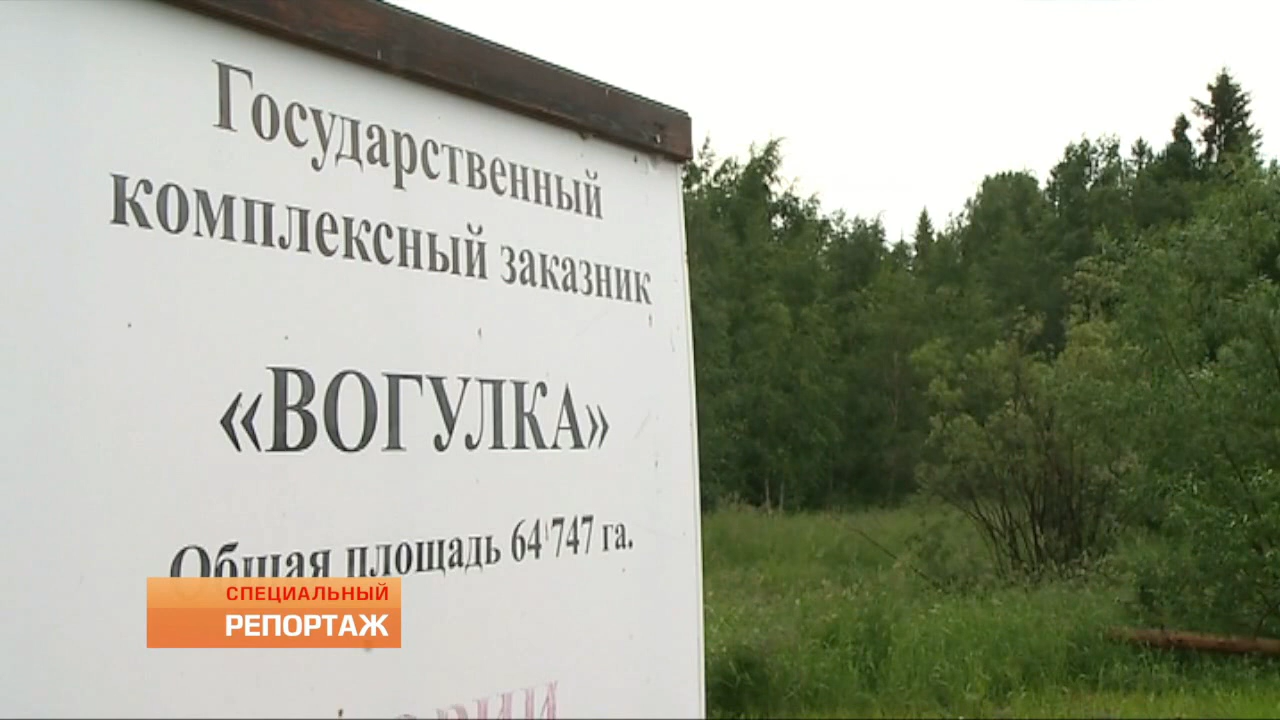 Государственный
комплексный заказник
«ВОГУЛКА»
Общая площадь 64'747 га.
СПЕЦИАЛЬНЫЙ
РЕПОРТАЖ